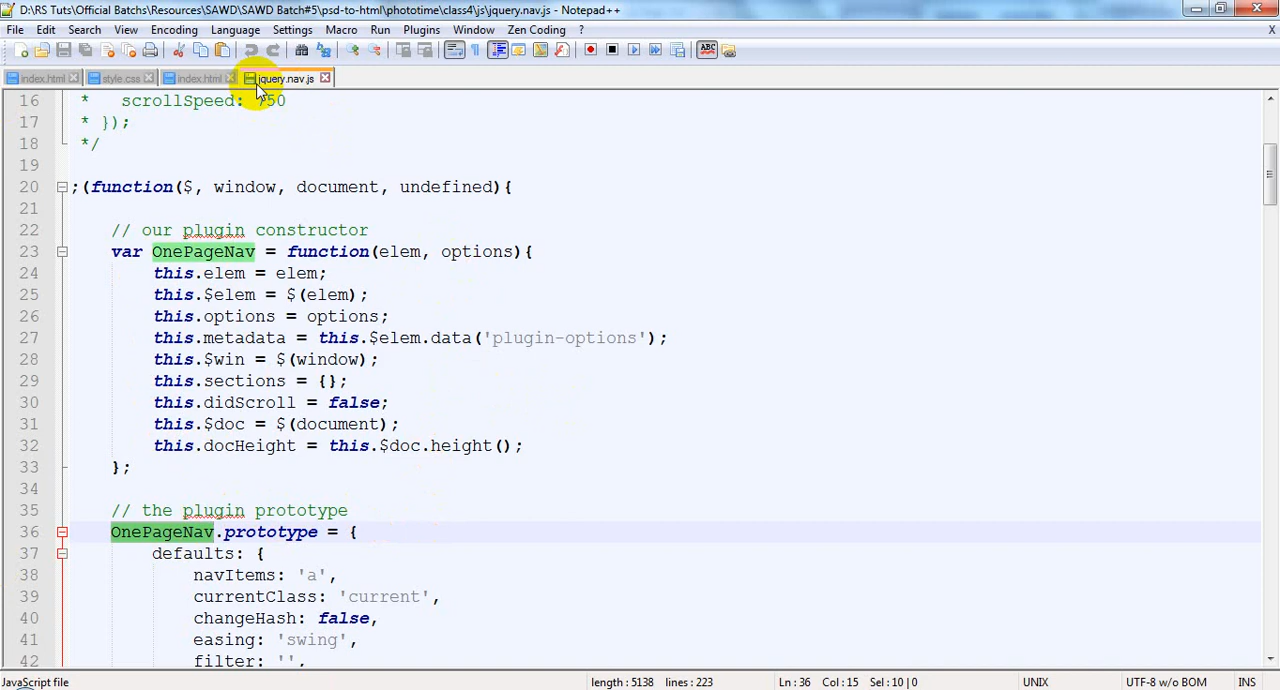 D:\RS Tuts\Official Batchs\Resources\SAWD\SAWD Batch#5\psd-to-html\phototime\class4\js\jquery.nav.js - Notepad++
File Edit Search View Encoding Language Settings Macro Run Plugins Window Zen Coding ? X
ABC
index.html style.css index.html jquery.nav.js
16 * scrollSpeed: 750
17 * });
18 */
19
20 ;(function($, window, document, undefined){
21
22 // our plugin constructor
23 var OnePageNav = function(elem, options){
24 this.elem = elem;
25 this.$elem = $(elem);
26 this.options = options;
27 this.metadata = this.$elem.data('plugin-options');
28 this.$win = $(window);
29 this.sections = {};
30 this.didScroll = false;
31 this.$doc = $(document);
32 this.docHeight = this.$doc.height();
33 };
34
35 // the plugin prototype
36 OnePageNav.prototype = {
37 defaults: {
38 navItems: 'a',
39 currentClass: 'current',
40 changeHash: false,
41 easing: 'swing',
42 filter: '',
JavaScript file length : 5138 lines : 223 Ln : 36 Col : 15 Sel : 10 | 0 UNIX UTF-8 w/o BOM INS